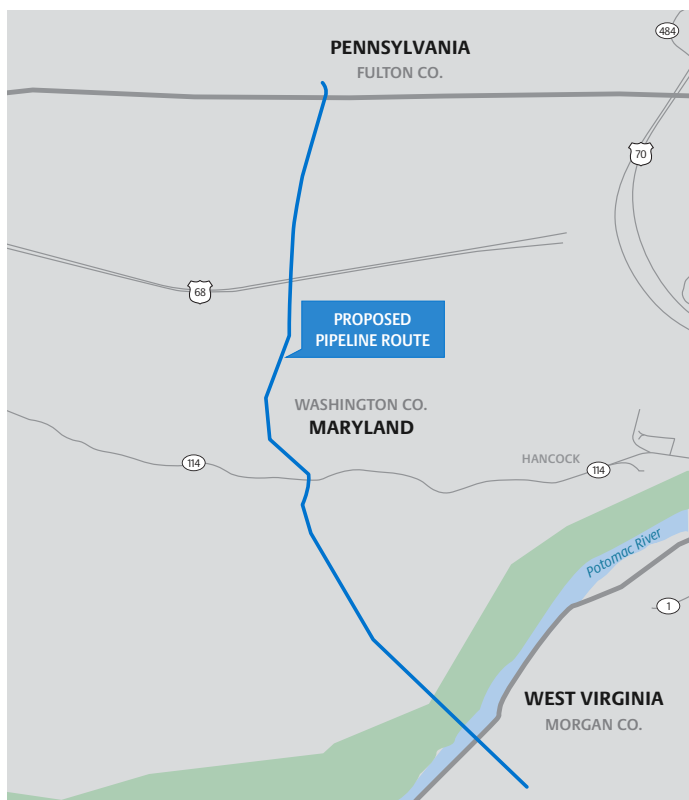 484
PENNSYLVANIA
FULTON CO.
70
68
PROPOSED
PIPELINE ROUTE
WASHINGTON CO.
MARYLAND
114
HANCOCK
114
Potomac River
1
WEST VIRGINIA
MORGAN CO.